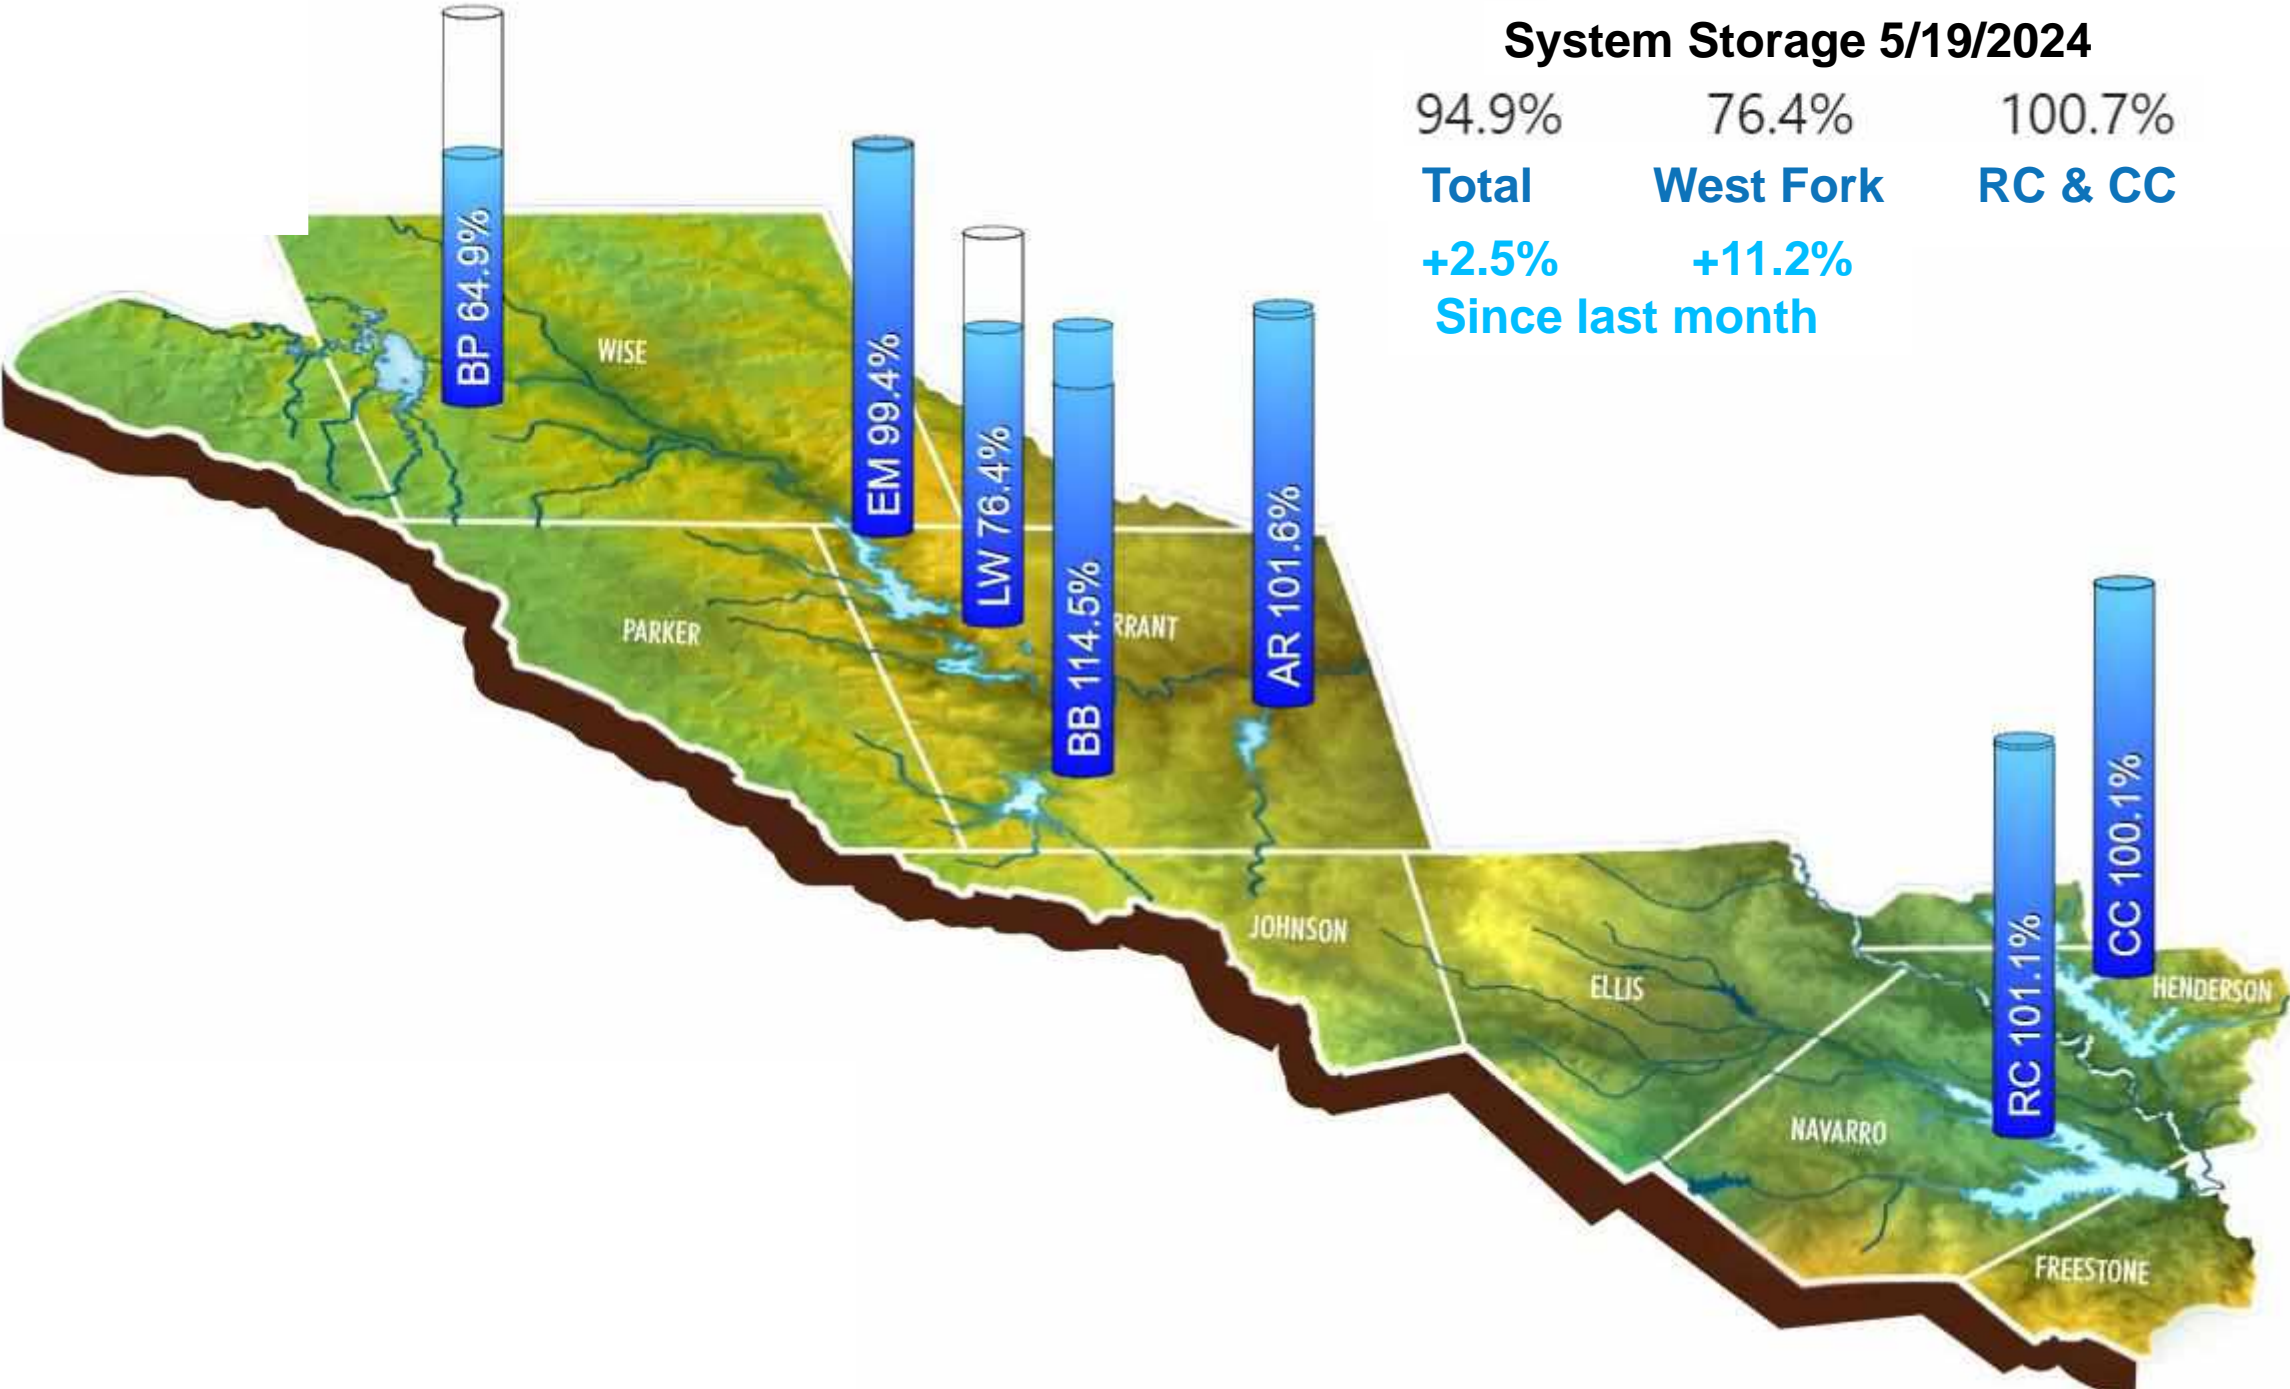 System Storage 5/19/2024
94.9% 76.4% 100.7%
Total West Fork RC & CC
+2.5% +11.2%
Since last month
BP 64.9%
EM 99.4%
LW 76.4%
BB 114.5%
AR 101.6%
RC 101.1%
CC 100.1%
WISE
PARKER
RRANT
JOHNSON
ELLIS
HENDERSON
NAVARRO
FREESTONE